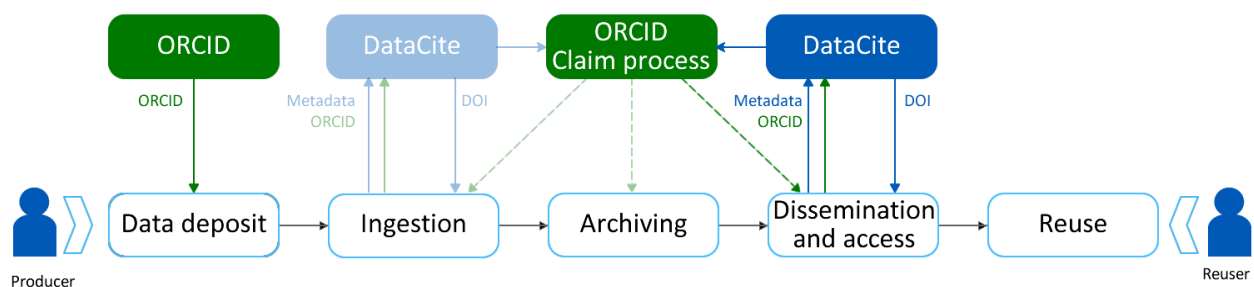 ORCID
DataCite
ORCID
Claim process
DataCite
ORCID
Metadata
ORCID
DOI
Metadata
ORCID
DOI
Data deposit
Ingestion
Archiving
Dissemination
and access
Reuse
Producer
Reuser